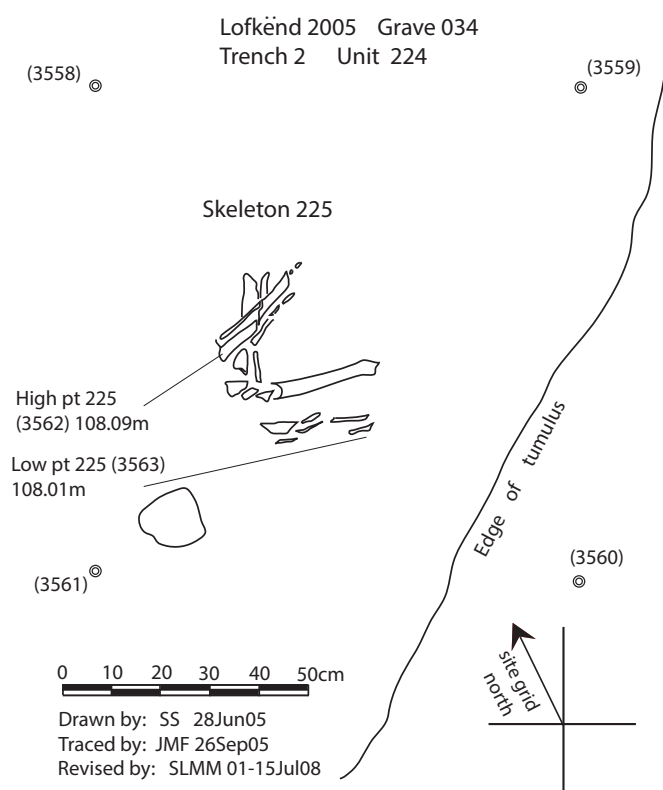 Lofkënd 2005 Grave 034
Trench 2 Unit 224
(3558)
(3559)
Skeleton 225
High pt 225
(3562) 108.09m
Low pt 225 (3563)
108.01m
Edge of tumulus
(3561)
(3560)
0 10 20 30 40 50cm
site grid
north
Drawn by: SS 28Jun05
Traced by: JMF 26Sep05
Revised by: SLMM 01-15Jul08